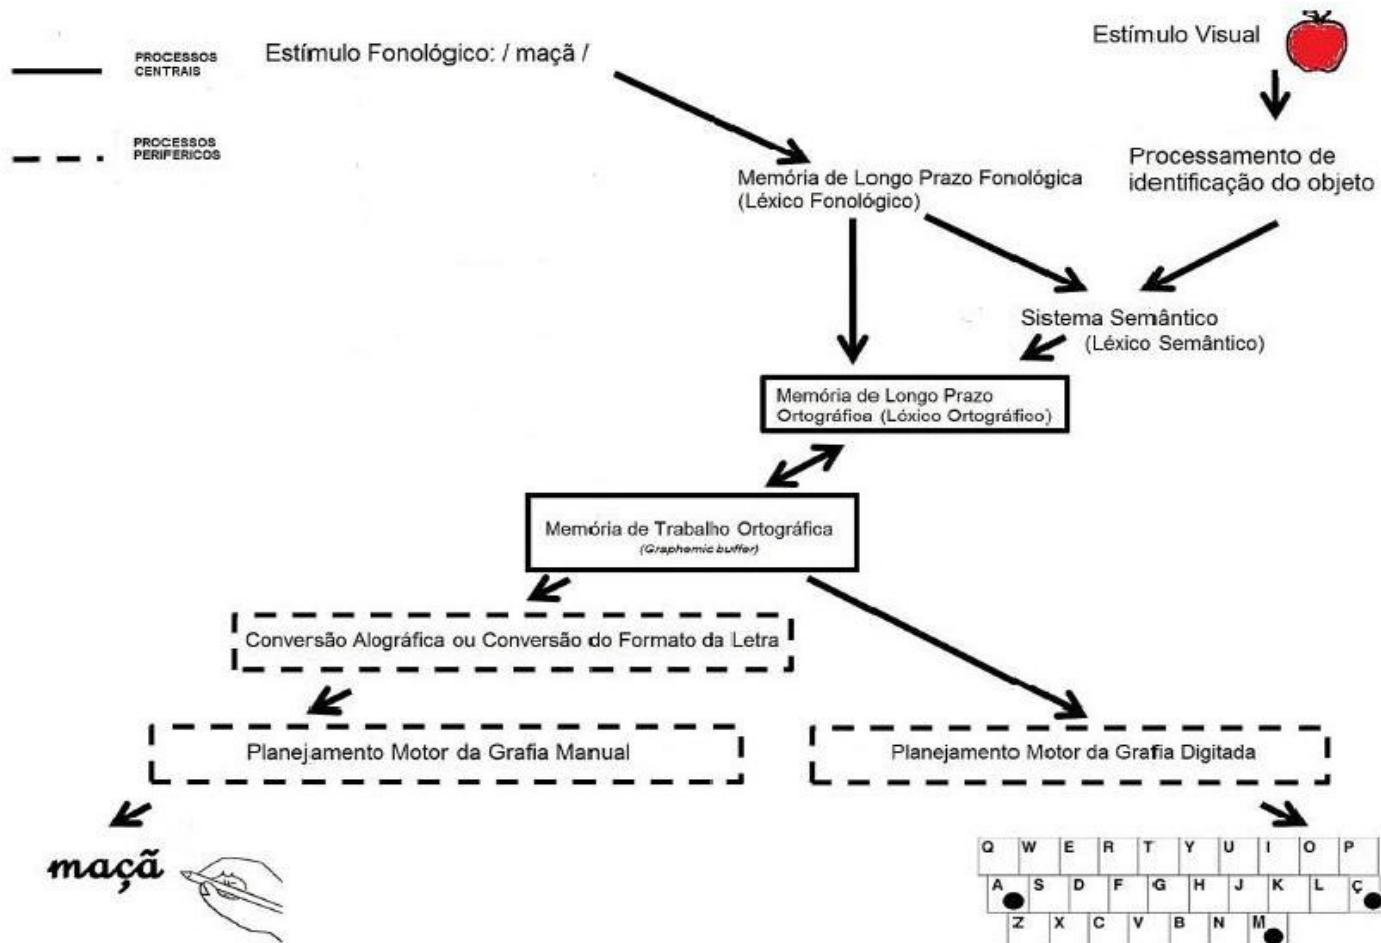 PROCESSOS
CENTRAIS
Estímulo Fonológico: / maçã /
Estímulo Visual
PROCESSOS
PERIFERICOS
Processamento de
identificação do objeto
Memória de Longo Prazo Fonológica
(Léxico Fonológico)
Sistema Semântico
(Léxico Semântico)
Memória de Longo Prazo
Ortográfica (Léxico Ortográfico)
Memória de Trabalho Ortográfica
(Graphemic buffer)
Conversão Alográfica ou Conversão do Formato da Letra
Planejamento Motor da Grafia Manual
Planejamento Motor da Grafia Digitada
maçã
Q W E R T Y U I O P
A S D F G H J K L Ç
Z X C V B N M